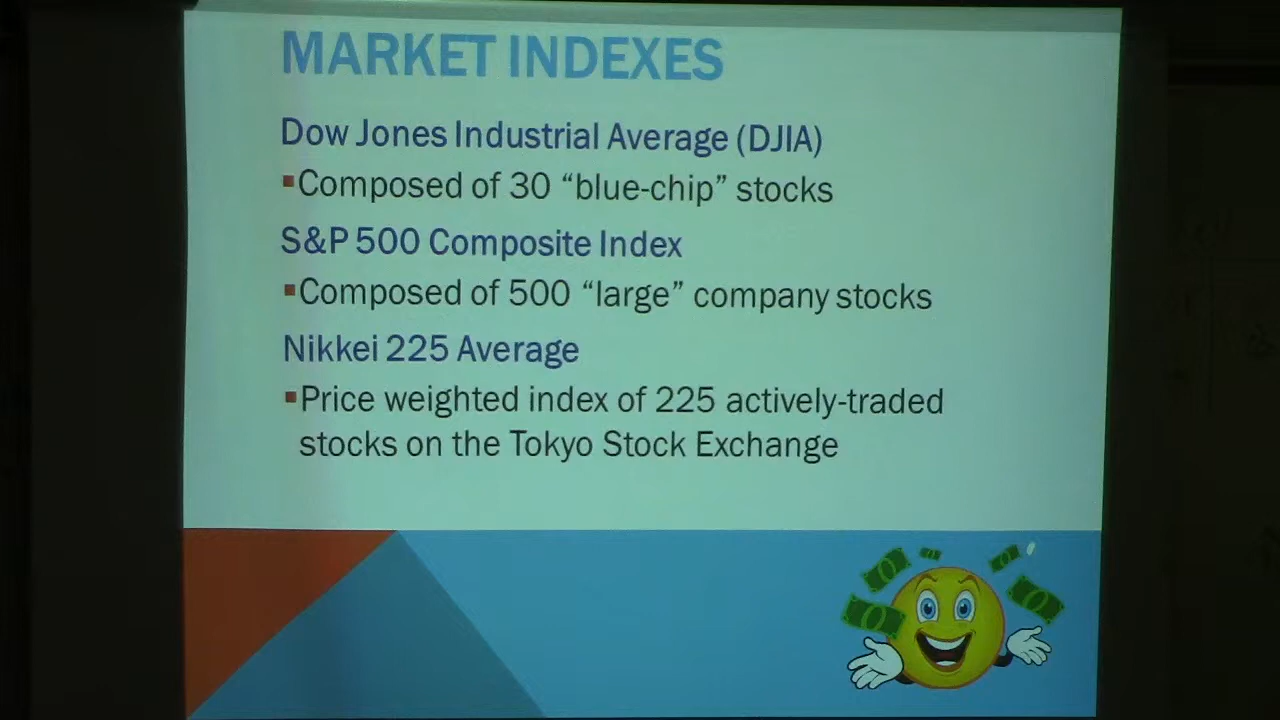 MARKET INDEXES
Dow Jones Industrial Average (DJIA)
▪Composed of 30 “blue-chip” stocks
S&P 500 Composite Index
▪Composed of 500 “large” company stocks
Nikkei 225 Average
▪Price weighted index of 225 actively-traded
stocks on the Tokyo Stock Exchange